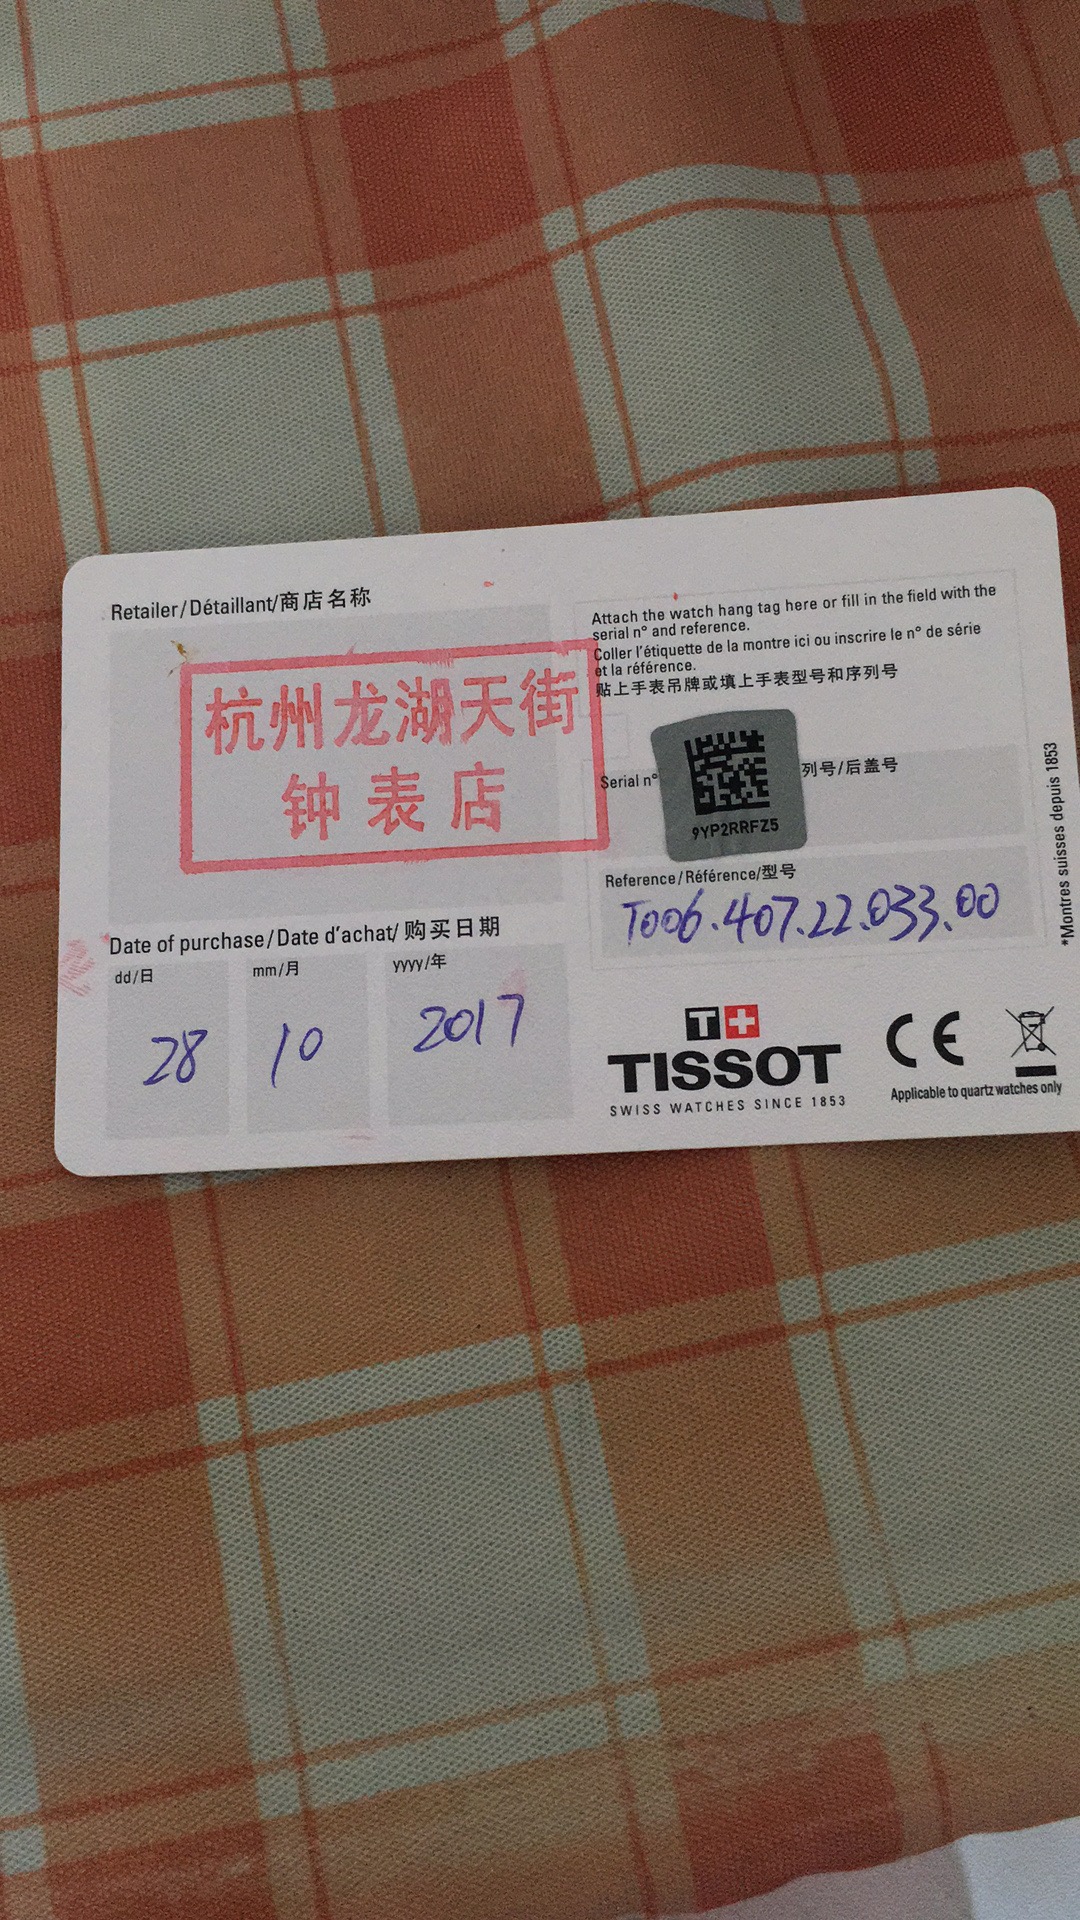 Retailer/Détaillant/商店名称
杭州龙湖天街
钟表店
Date of purchase/Date d'achat/购买日期
dd/日 mm/月 yyyy/年
28 10 2017
Attach the watch hang tag here or fill in the field with the
serial n° and reference.
Coller l'étiquette de la montre ici ou inscrire le n° de série
et la référence.
贴上手表吊牌或填上手表型号和序列号
Serial n° 列号/后盖号
9YP2RRFZ5
Reference/Référence/型号
T006.407.22.033.00
T+
TISSOT
SWISS WATCHES SINCE 1853
CE
Applicable to quartz watches only
*Montres suisses depuis 1853